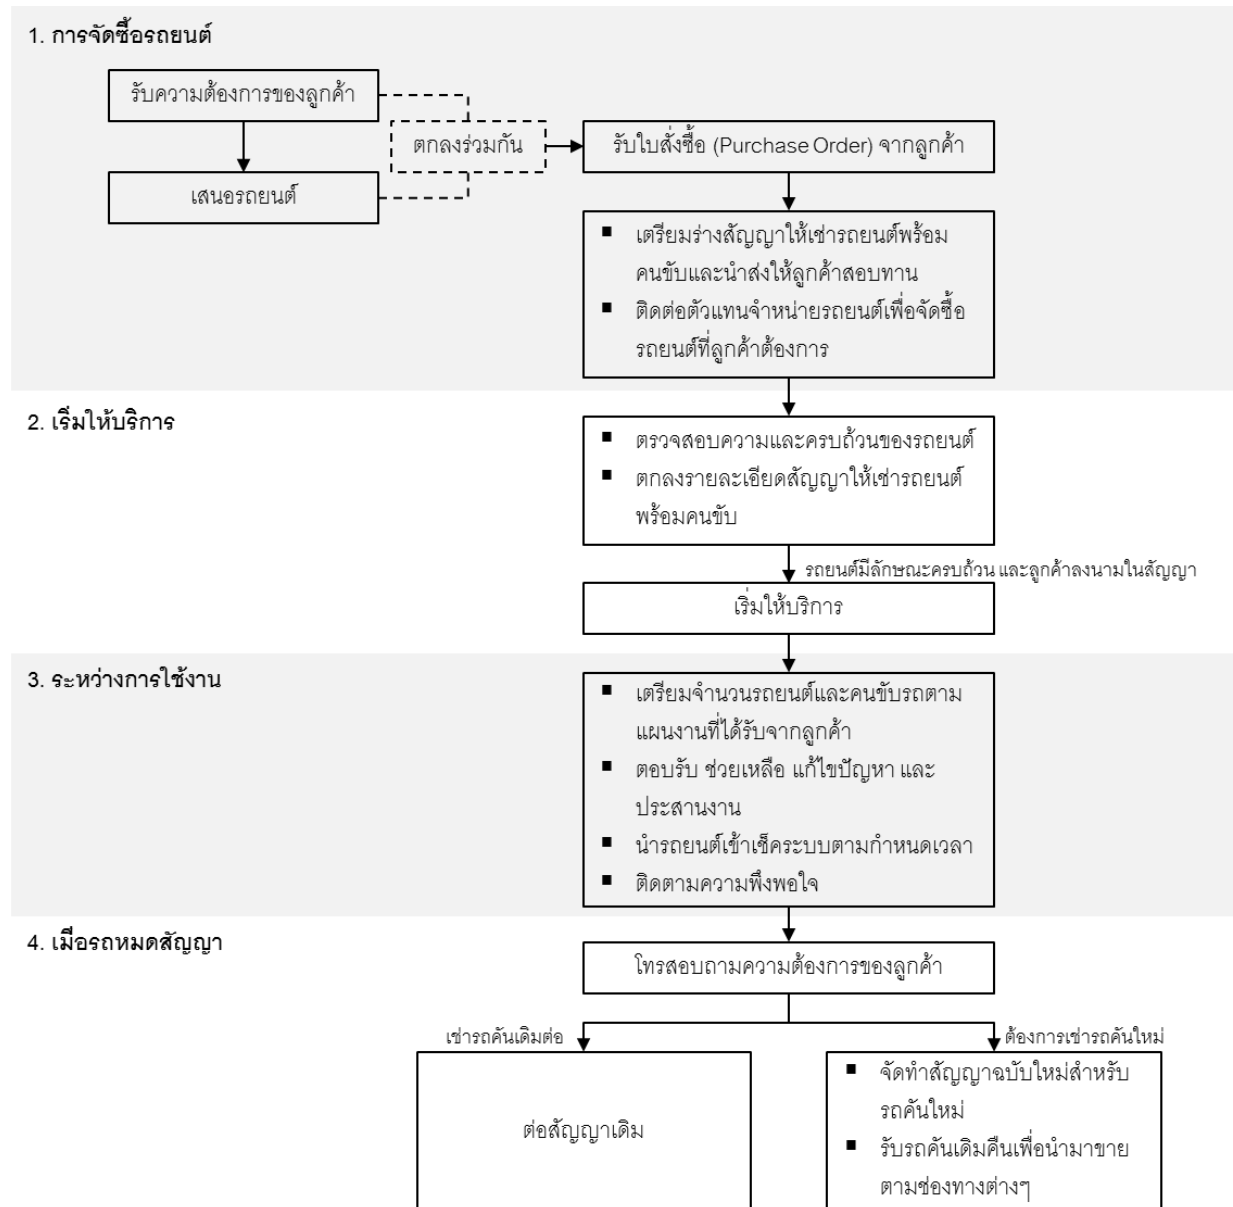 1. การจัดซื้อรถยนต์
รับความต้องการของลูกค้า
ตกลงร่วมกัน
รับใบสั่งซื้อ (Purchase Order) จากลูกค้า
เสนอรถยนต์
▪ เตรียมร่างสัญญาให้เช่ารถยนต์พร้อม
คนขับและนำส่งให้ลูกค้าสอบทาน
▪ ติดต่อตัวแทนจำหน่ายรถยนต์เพื่อจัดซื้อ
รถยนต์ที่ลูกค้าต้องการ
2. เริ่มให้บริการ
▪ ตรวจสอบความและครบถ้วนของรถยนต์
▪ ตกลงรายละเอียดสัญญาให้เช่ารถยนต์
พร้อมคนขับ
รถยนต์มีลักษณะครบถ้วน และลูกค้าลงนามในสัญญา
เริ่มให้บริการ
3. ระหว่างการใช้งาน
▪ เตรียมจำนวนรถยนต์และคนขับรถตาม
แผนงานที่ได้รับจากลูกค้า
▪ ตอบรับ ช่วยเหลือ แก้ไขปัญหา และ
ประสานงาน
▪ นำรถยนต์เข้าเช็คระบบตามกำหนดเวลา
▪ ติดตามความพึงพอใจ
4. เมื่อรถหมดสัญญา
โทรสอบถามความต้องการของลูกค้า
เช่ารถคันเดิมต่อ
ต้องการเช่ารถคันใหม่
ต่อสัญญาเดิม
▪ จัดทำสัญญาฉบับใหม่สำหรับ
รถคันใหม่
▪ รับรถคันเดิมคืนเพื่อนำมาขาย
ตามช่องทางต่างๆ